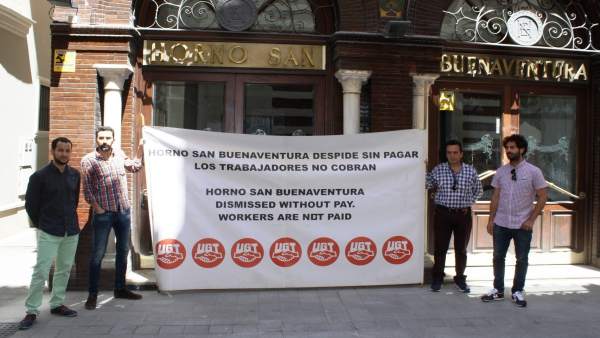 HORNO SAN
BUENAVENTURA
HORNO SAN BUENAVENTURA DESPIDE SIN PAGAR
LOS TRABAJADORES NO COBRAN
HORNO SAN BUENAVENTURA
DISMISSED WITHOUT PAY.
WORKERS ARE NOT PAID
UGT UGT UGT UGT UGT UGT UGT